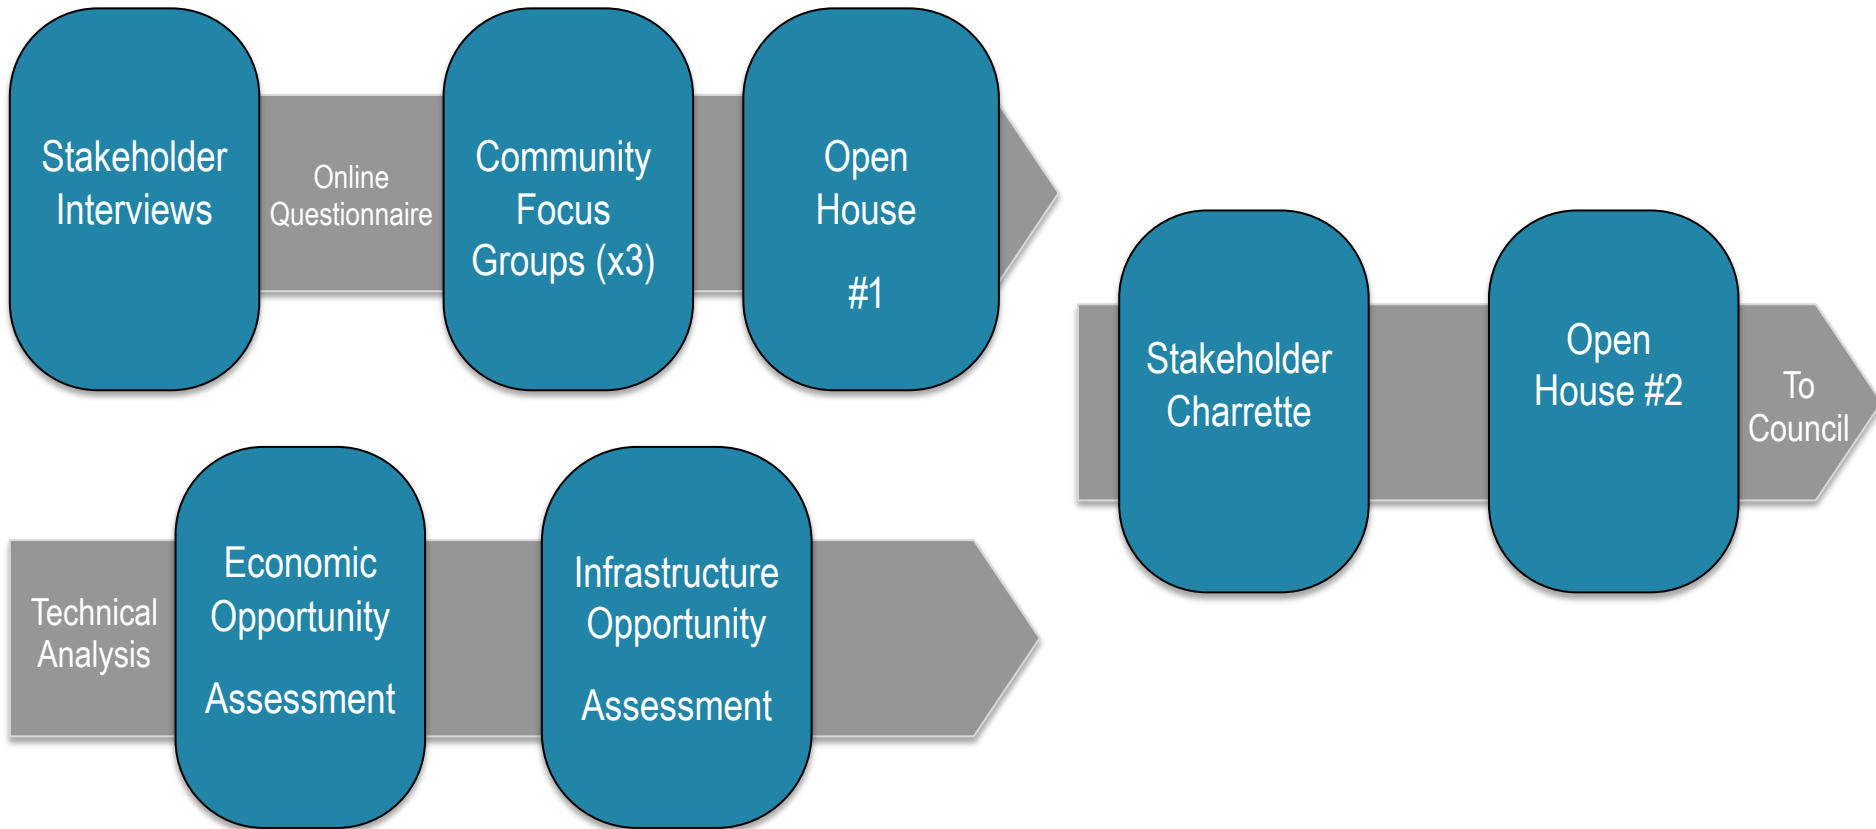 Stakeholder
Interviews
Online
Questionnaire
Community
Focus
Groups (x3)
Open
House
#1
Stakeholder
Charrette
Open
House #2
To
Council
Technical
Analysis
Economic
Opportunity
Assessment
Infrastructure
Opportunity
Assessment